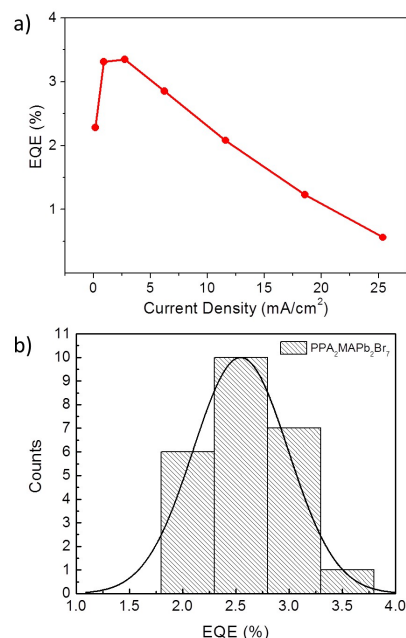 a)
4
3
2
1
EQE (%)
0 5 10 15 20 25
Current Density (mA/cm²)
b)
11
10
9
8
7
6
5
4
3
2
1
0
Counts
PPA₂MAPb₂Br₇
1.0 1.5 2.0 2.5 3.0 3.5 4.0
EQE (%)